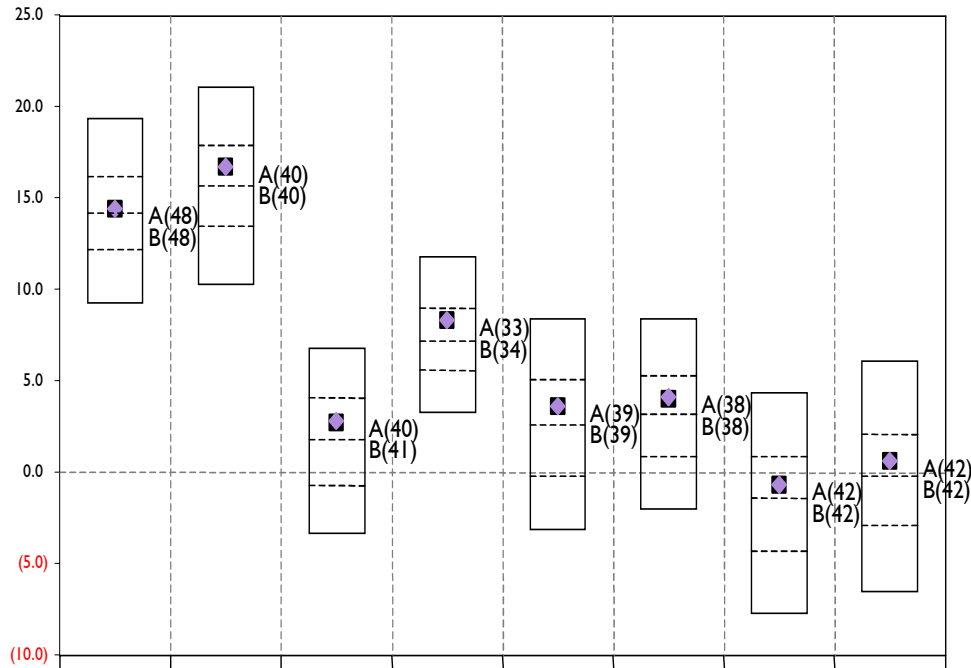 25.0
20.0
15.0
10.0
5.0
0.0
(5.0)
(10.0)
A(48)
B(48)
A(40)
B(40)
A(40)
B(41)
A(33)
B(34)
A(39)
B(39)
A(38)
B(38)
A(42)
B(42)
A(42)
B(42)